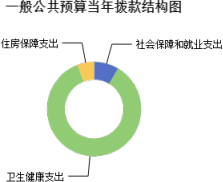 一般公共预算当年拨款结构图
住房保障支出
社会保障和就业支出
卫生健康支出